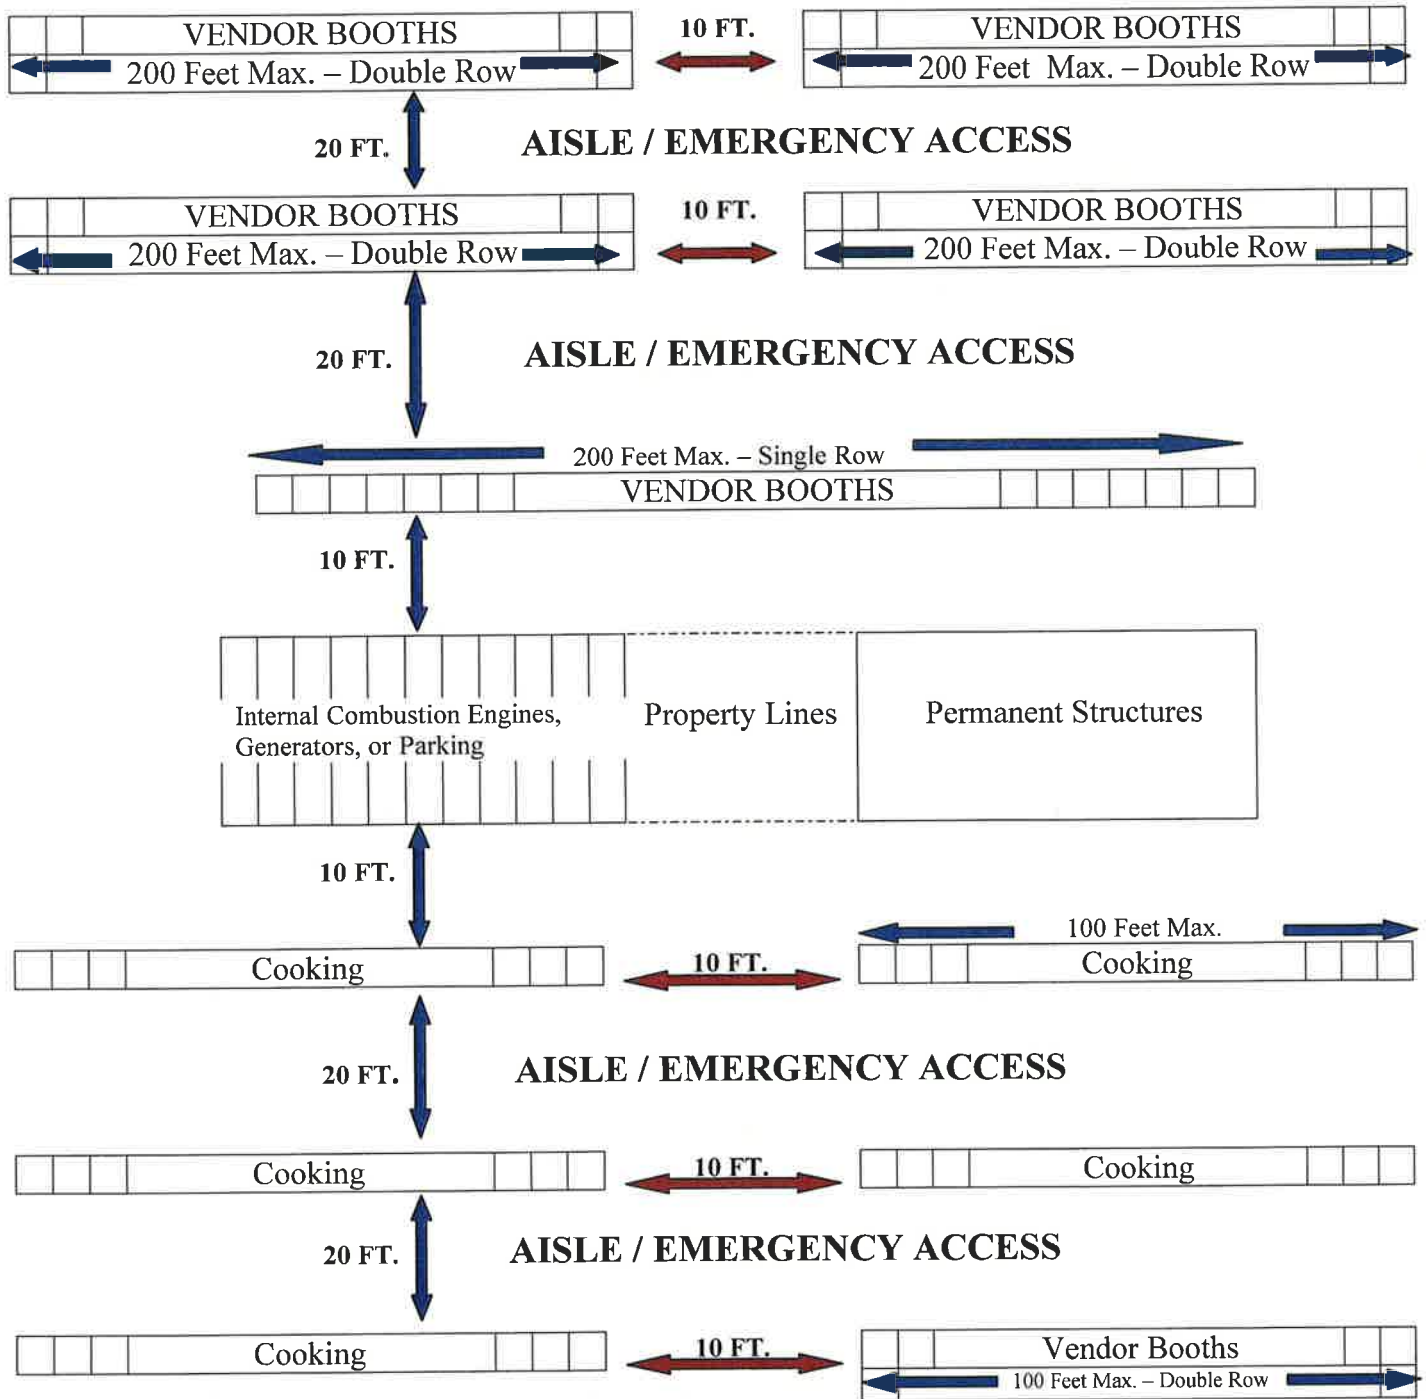 VENDOR BOOTHS
200 Feet Max. – Double Row
10 FT.
VENDOR BOOTHS
200 Feet Max. – Double Row
20 FT.
AISLE / EMERGENCY ACCESS
VENDOR BOOTHS
200 Feet Max. – Double Row
10 FT.
VENDOR BOOTHS
200 Feet Max. – Double Row
20 FT.
AISLE / EMERGENCY ACCESS
200 Feet Max. – Single Row
VENDOR BOOTHS
10 FT.
Internal Combustion Engines,
Generators, or Parking
Property Lines
Permanent Structures
10 FT.
100 Feet Max.
Cooking
10 FT.
Cooking
20 FT.
AISLE / EMERGENCY ACCESS
Cooking
10 FT.
Cooking
20 FT.
AISLE / EMERGENCY ACCESS
Cooking
10 FT.
Vendor Booths
100 Feet Max. – Double Row